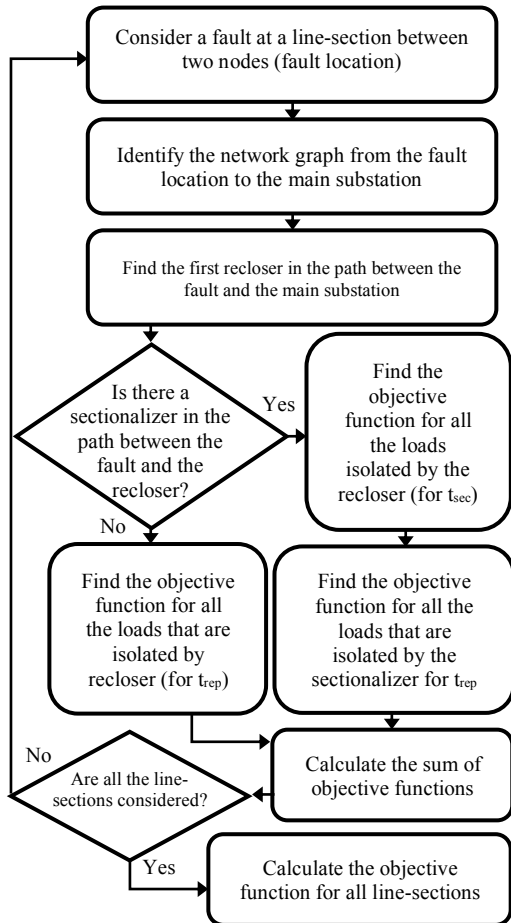 Consider a fault at a line-section between
two nodes (fault location)
Identify the network graph from the fault
location to the main substation
Find the first recloser in the path between the
fault and the main substation
Is there a
sectionalizer in the
path between the
fault and the
recloser?
Yes
Find the
objective
function for all
the loads
isolated by the
recloser (for tsec)
No
Find the objective
function for all
the loads that are
isolated by
recloser (for trep)
Find the objective
function for all the
loads that are
isolated by the
sectionalizer for trep
No
Are all the line-
sections considered?
Calculate the sum of
objective functions
Yes
Calculate the objective
function for all line-sections